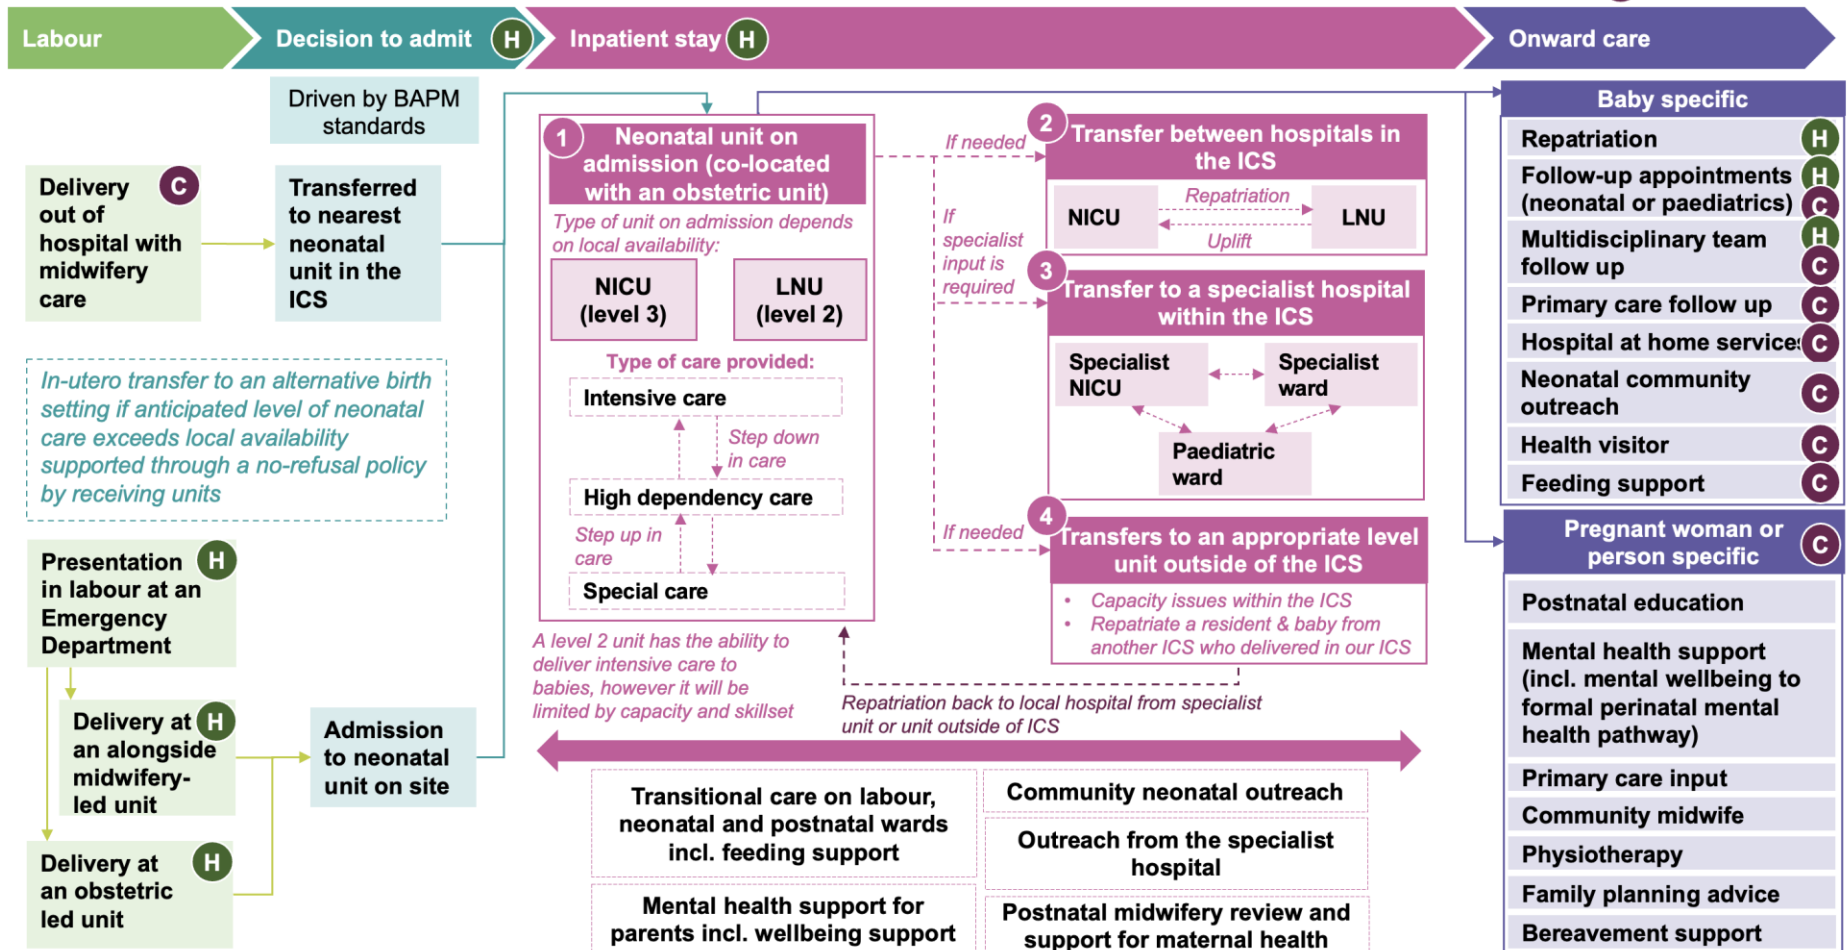 Labour
Decision to admit
H
Inpatient stay
H
Onward care
Driven by BAPM
standards
Delivery
out of
hospital with
midwifery
care
C
Transferred
to nearest
neonatal
unit in the
ICS
In-utero transfer to an alternative birth
setting if anticipated level of neonatal
care exceeds local availability
supported through a no-refusal policy
by receiving units
Presentation
in labour at an
Emergency
Department
H
Delivery at
an alongside
midwifery-
led unit
H
Delivery at
an obstetric
led unit
H
Admission
to neonatal
unit on site
1
Neonatal unit on
admission (co-located
with an obstetric unit)
Type of unit on admission depends
on local availability:
NICU
(level 3)
LNU
(level 2)
Type of care provided:
Intensive care
Step down
in care
High dependency care
Step up in
care
Special care
A level 2 unit has the ability to
deliver intensive care to
babies, however it will be
limited by capacity and skillset
If needed
If
specialist
input is
required
If needed
2
Transfer between hospitals in
the ICS
NICU
Repatriation
Uplift
LNU
3
Transfer to a specialist hospital
within the ICS
Specialist
NICU
Specialist
ward
Paediatric
ward
4
Transfers to an appropriate level
unit outside of the ICS
• Capacity issues within the ICS
• Repatriate a resident & baby from
another ICS who delivered in our ICS
Repatriation back to local hospital from specialist
unit or unit outside of ICS
Transitional care on labour,
neonatal and postnatal wards
incl. feeding support
Mental health support for
parents incl. wellbeing support
Community neonatal outreach
Outreach from the specialist
hospital
Postnatal midwifery review and
support for maternal health
Baby specific
Repatriation
H
Follow-up appointments
(neonatal or paediatrics)
H
C
Multidisciplinary team
follow up
H
C
Primary care follow up
C
Hospital at home services
C
Neonatal community
outreach
C
Health visitor
C
Feeding support
C
Pregnant woman or
person specific
C
Postnatal education
Mental health support
(incl. mental wellbeing to
formal perinatal mental
health pathway)
Primary care input
Community midwife
Physiotherapy
Family planning advice
Bereavement support